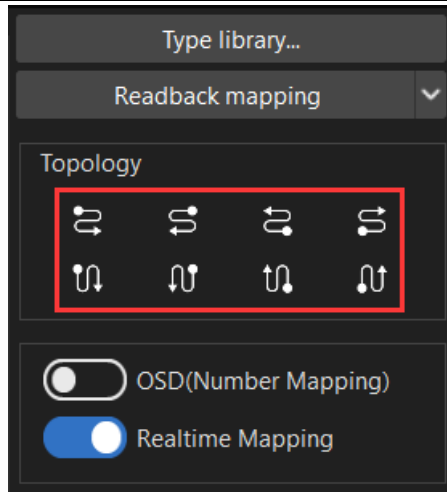 Type library...
Readback mapping
Topology
OSD(Number Mapping)
Realtime Mapping